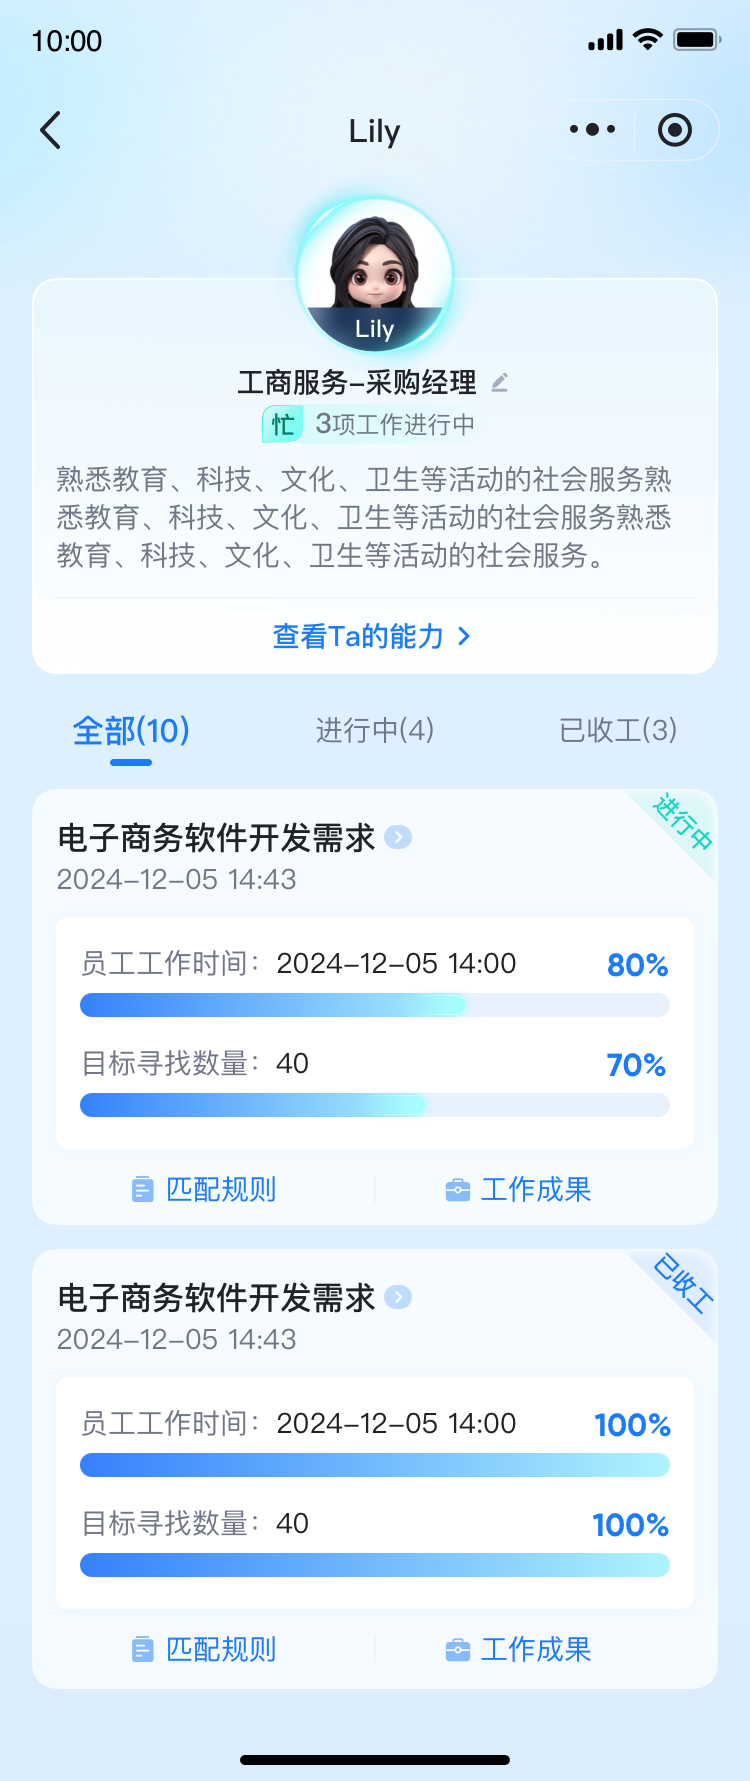 10:00
Lily
Lily
工商服务–采购经理
忙 3项工作进行中
熟悉教育、科技、文化、卫生等活动的社会服务熟
悉教育、科技、文化、卫生等活动的社会服务熟悉
教育、科技、文化、卫生等活动的社会服务。
查看Ta的能力
全部(10) 进行中(4) 已收工(3)
电子商务软件开发需求 进行中
2024–12–05 14:43
员工工作时间： 2024–12–05 14:00 80%
目标寻找数量： 40 70%
匹配规则 工作成果
电子商务软件开发需求 已收工
2024–12–05 14:43
员工工作时间： 2024–12–05 14:00 100%
目标寻找数量： 40 100%
匹配规则 工作成果